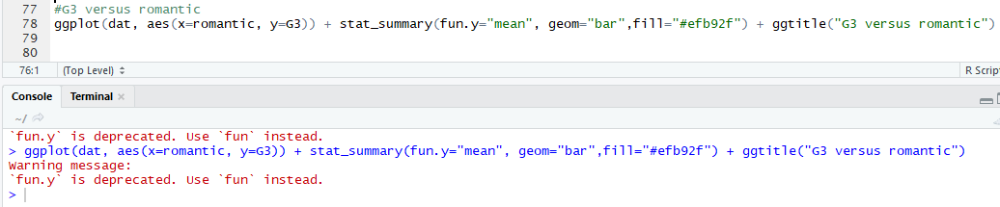 77 #G3 versus romantic
78 ggplot(dat, aes(x=romantic, y=G3)) + stat_summary(fun.y="mean", geom="bar",fill="#efb92f") + ggtitle("G3 versus romantic")
79
80
76:1 (Top Level) R Scrip
Console Terminal ×
~/
`fun.y` is deprecated. Use `fun` instead.
> ggplot(dat, aes(x=romantic, y=G3)) + stat_summary(fun.y="mean", geom="bar",fill="#efb92f") + ggtitle("G3 versus romantic")
Warning message:
`fun.y` is deprecated. Use `fun` instead.
>